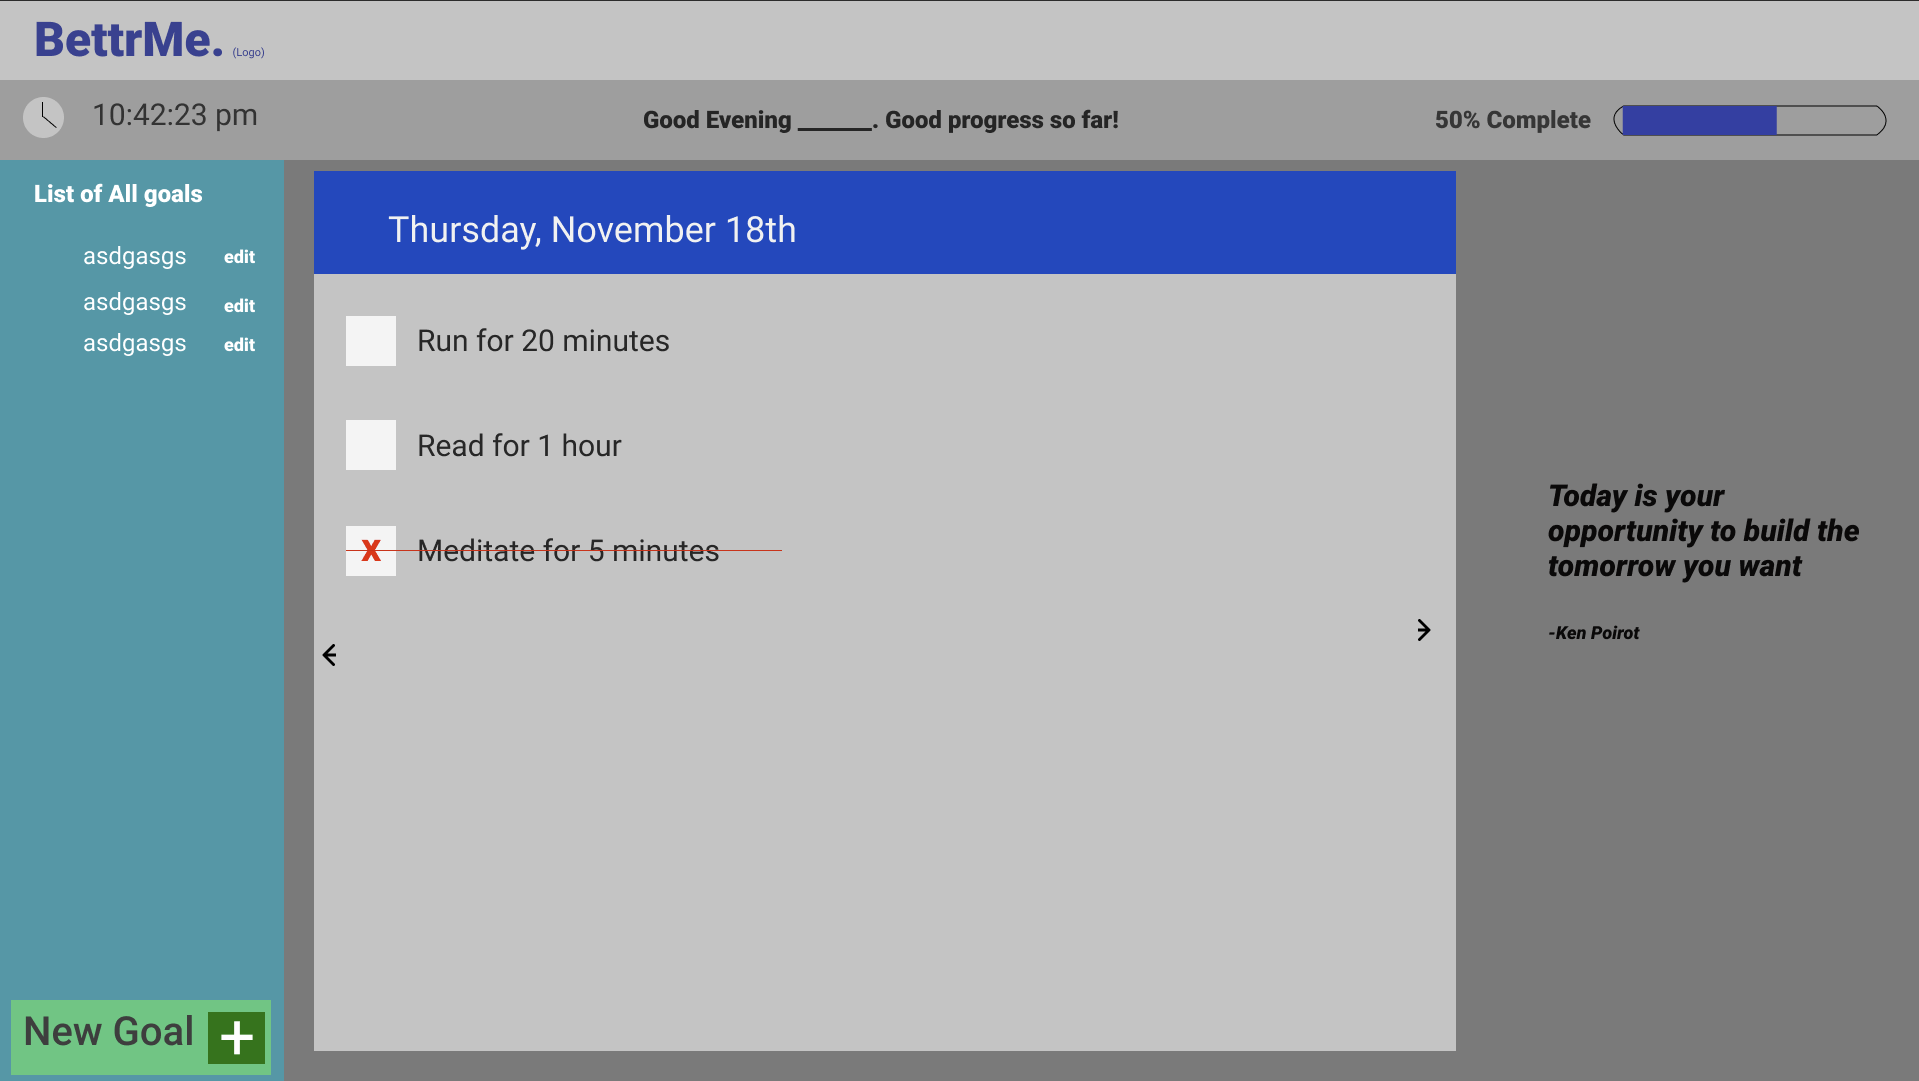 BettrMe. (Logo)
10:42:23 pm
Good Evening ______. Good progress so far!
50% Complete
List of All goals
asdgasgs edit
asdgasgs edit
asdgasgs edit
New Goal +
Thursday, November 18th
Run for 20 minutes
Read for 1 hour
X Meditate for 5 minutes
Today is your
opportunity to build the
tomorrow you want
-Ken Poirot